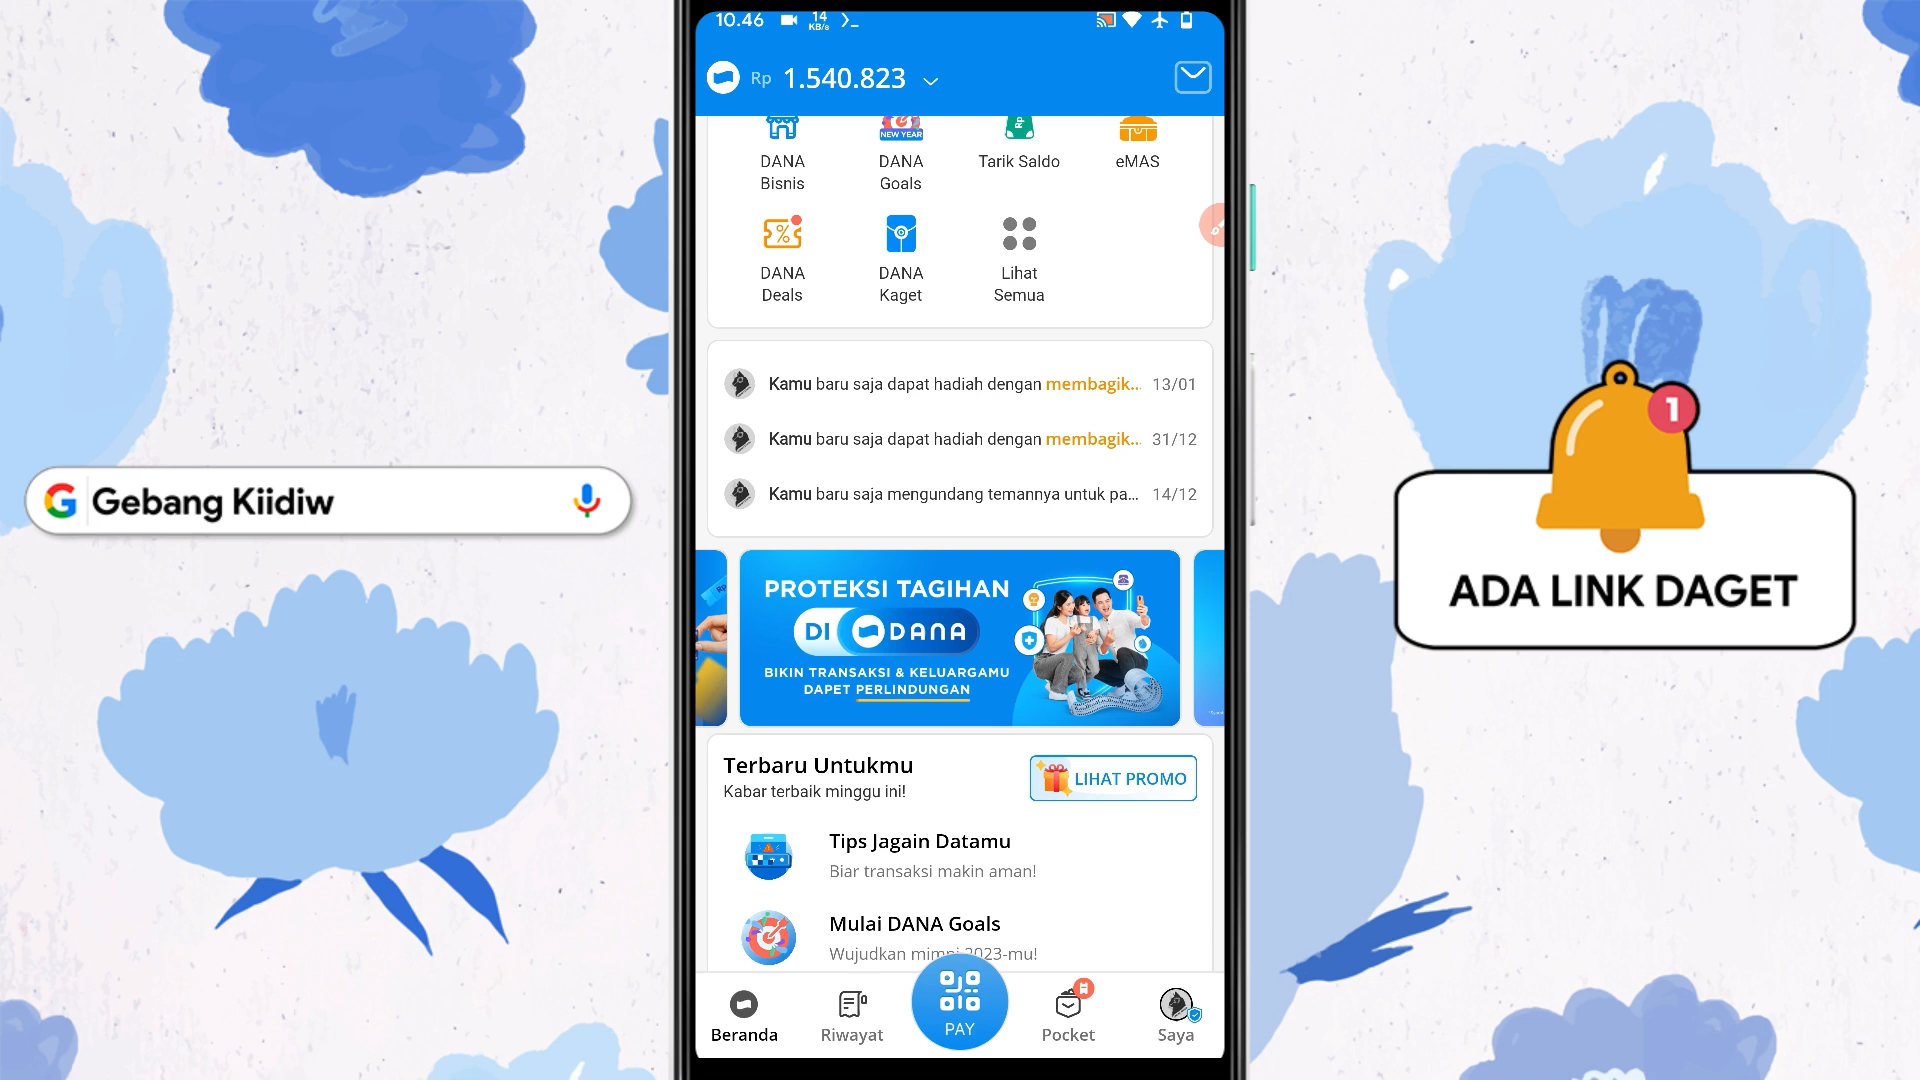 10.46
14
KB/s
Rp 1.540.823
DANA
Bisnis
NEW YEAR
DANA
Goals
Rp
Tarik Saldo
eMAS
%
DANA
Deals
DANA
Kaget
Lihat
Semua
Kamu baru saja dapat hadiah dengan membagik... 13/01
Kamu baru saja dapat hadiah dengan membagik... 31/12
Kamu baru saja mengundang temannya untuk pa... 14/12
G Gebang Kiidiw
1
ADA LINK DAGET
PROTEKSI TAGIHAN
DI DANA
BIKIN TRANSAKSI & KELUARGAMU
DAPET PERLINDUNGAN
Terbaru Untukmu
Kabar terbaik minggu ini!
LIHAT PROMO
Tips Jagain Datamu
Biar transaksi makin aman!
Mulai DANA Goals
Wujudkan mimpi 2023-mu!
Beranda
Riwayat
PAY
Pocket
Saya